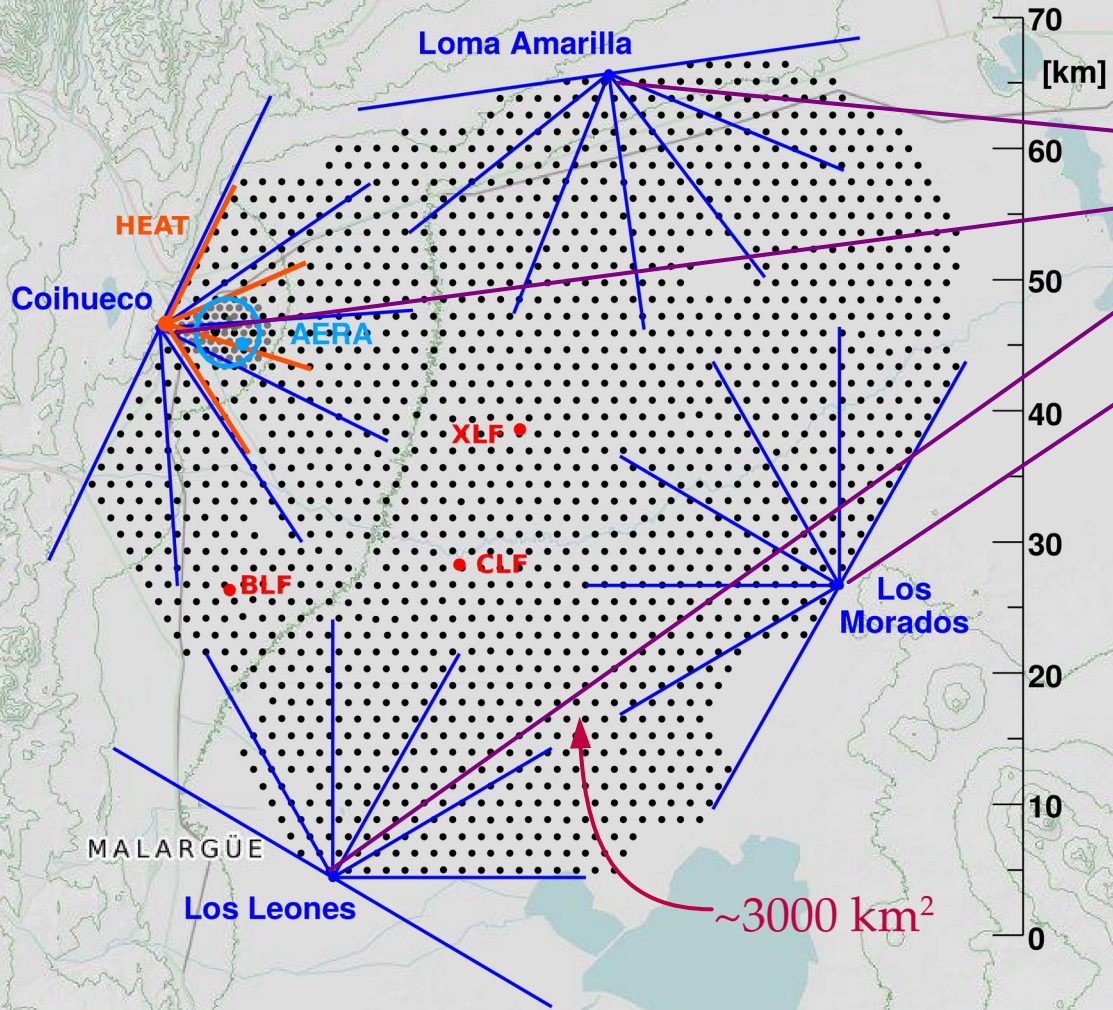 Loma Amarilla
70
[km]
60
HEAT
50
Coihueco
AERA
40
XLF
30
CLF
BLF
Los
Morados
20
10
MALARGÜE
Los Leones
~3000 km²
0